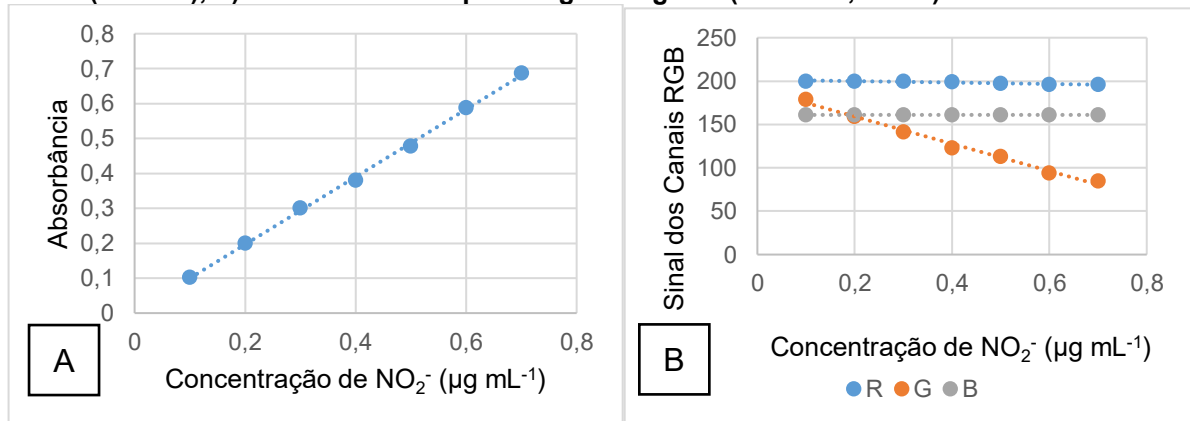 0,8
0,7
0,6
0,5
0,4
0,3
0,2
0,1
0
0 0,2 0,4 0,6 0,8
Absorbância
Concentração de NO₂⁻ (µg mL⁻¹)
A
250
200
150
100
50
0
0 0,2 0,4 0,6 0,8
Sinal dos Canais RGB
Concentração de NO₂⁻ (µg mL⁻¹)
R G B
B